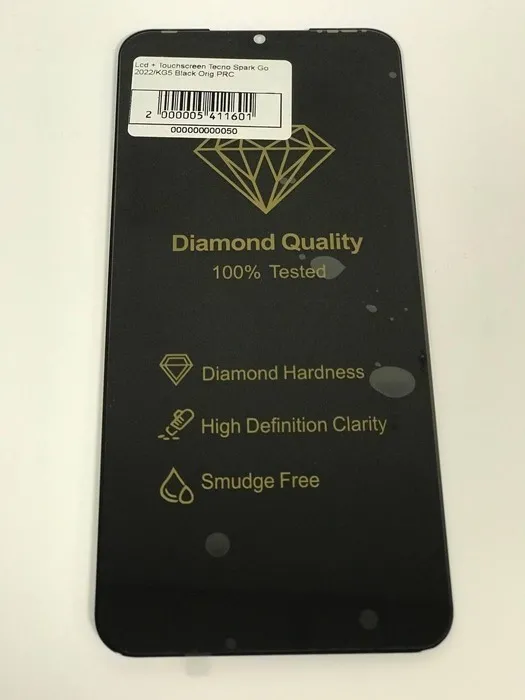 Lcd + Touchscreen Tecno Spark Go
2022/KG5 Black Orig PRC
2 000005 411601
000000000050
Diamond Quality
100% Tested
Diamond Hardness
High Definition Clarity
Smudge Free